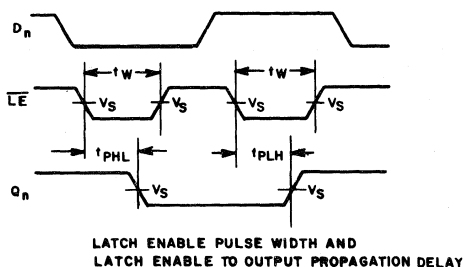 Dn
tW tW
LE VS VS VS VS
tPHL tPLH
Qn VS VS
LATCH ENABLE PULSE WIDTH AND
LATCH ENABLE TO OUTPUT PROPAGATION DELAY